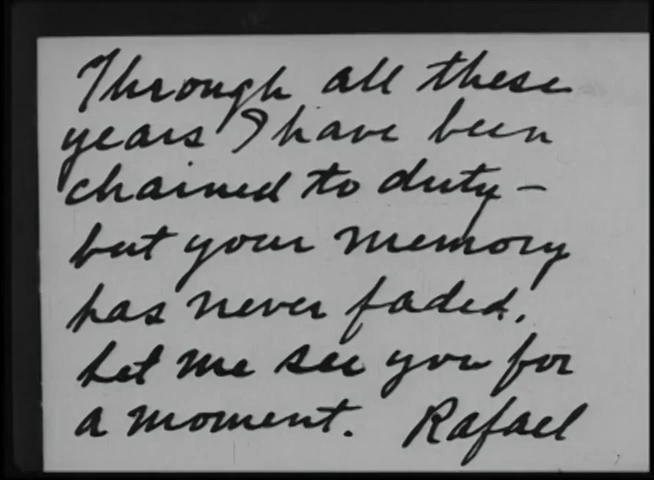 Through all these
years I have been
chained to duty –
but your memory
has never faded.
Let me see you for
a moment. Rafael